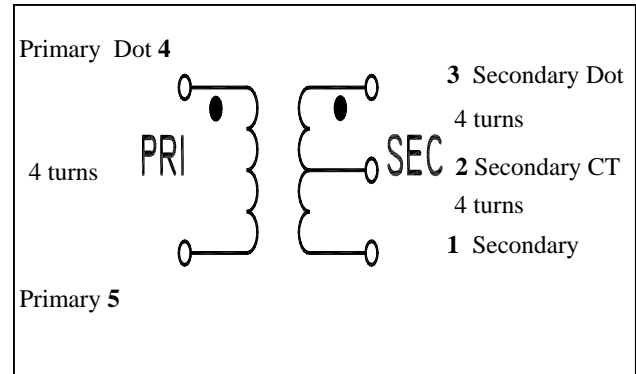 Primary Dot 4
3 Secondary Dot
4 turns
PRI
SEC
2 Secondary CT
4 turns
4 turns
1 Secondary
Primary 5